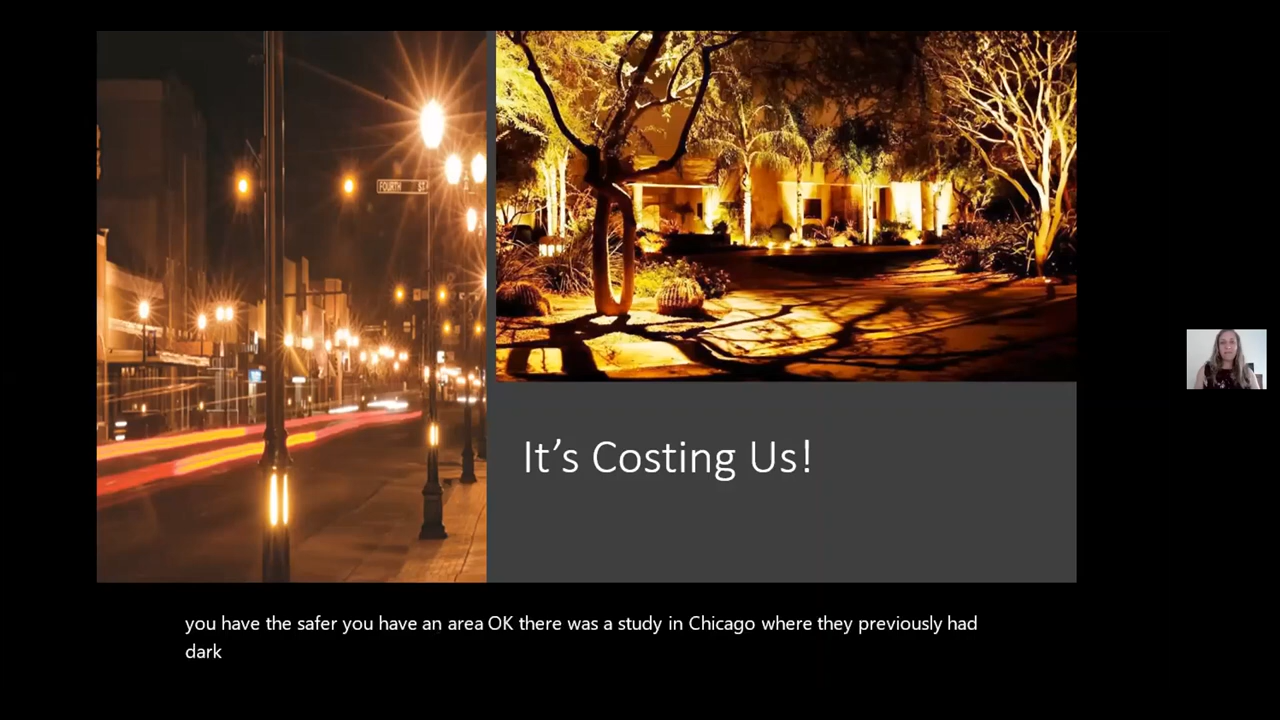 FOURTH ST
It's Costing Us!
you have the safer you have an area OK there was a study in Chicago where they previously had
dark